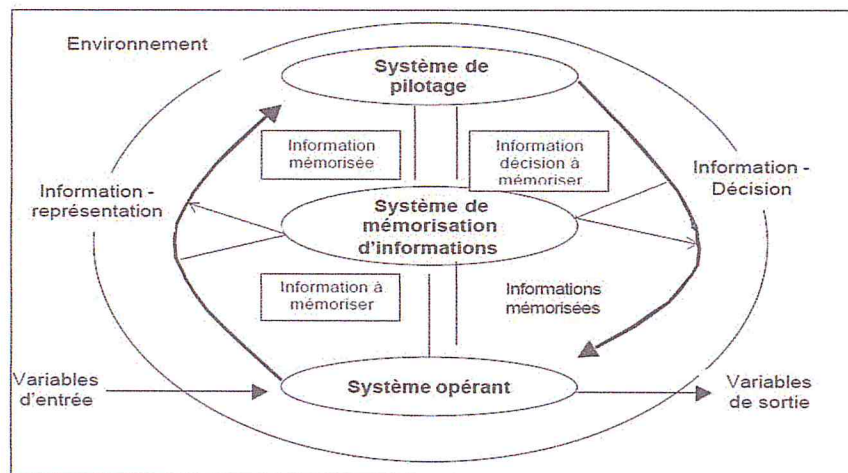 Environnement
Système de
pilotage
Information
mémorisée
Information
décision à
mémoriser
Information -
représentation
Information -
Décision
Système de
mémorisation
d'informations
Information à
mémoriser
Informations
mémorisées
Variables
d'entrée
Système opérant
Variables
de sortie